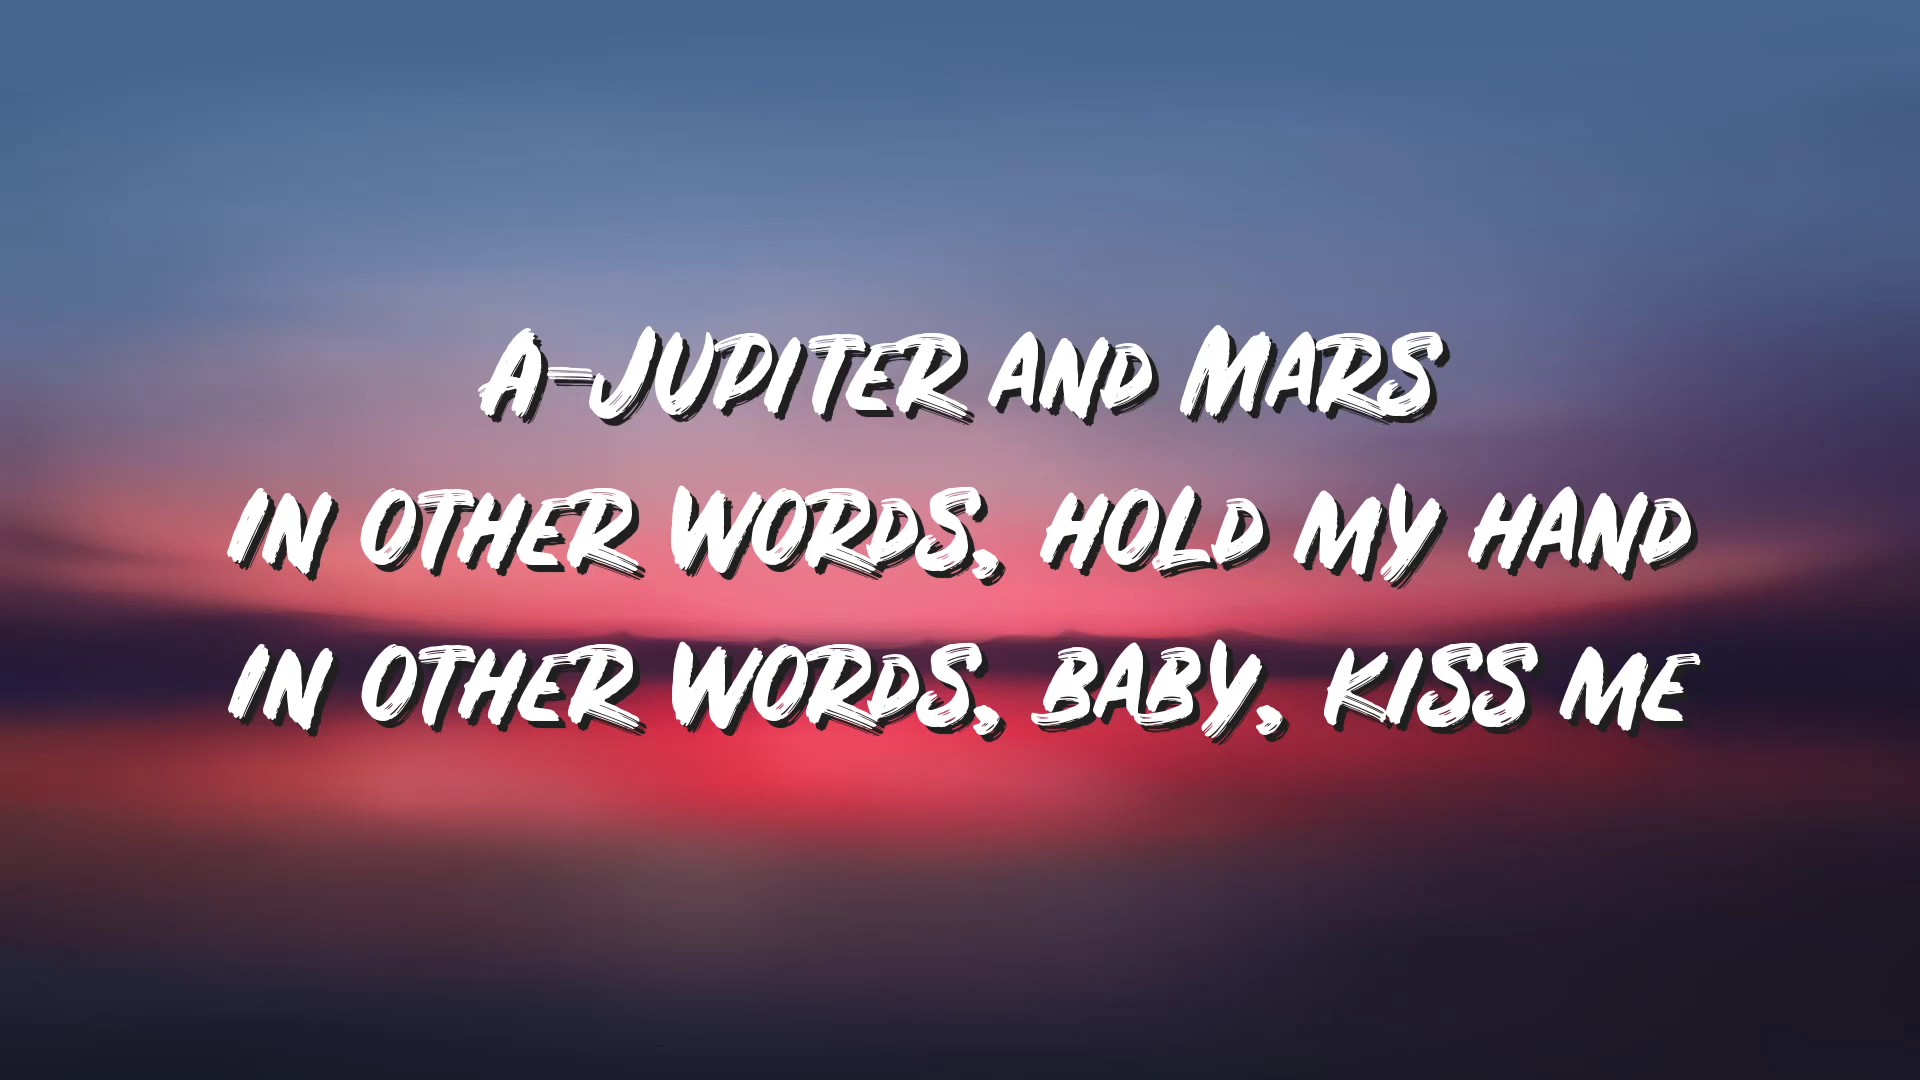 A-JUPITER AND MARS
IN OTHER WORDS, HOLD MY HAND
IN OTHER WORDS, BABY, KISS ME